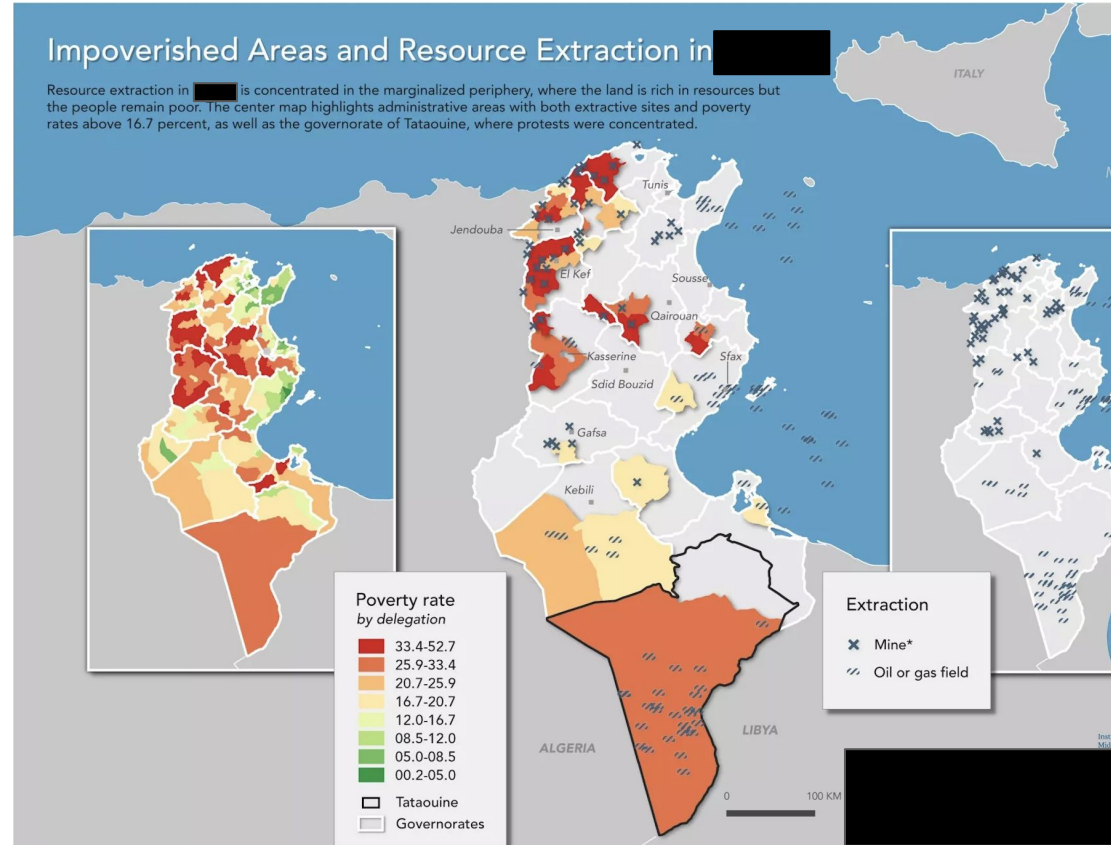 Impoverished Areas and Resource Extraction in
Resource extraction in is concentrated in the marginalized periphery, where the land is rich in resources but
the people remain poor. The center map highlights administrative areas with both extractive sites and poverty
rates above 16.7 percent, as well as the governorate of Tataouine, where protests were concentrated.
ITALY
Tunis
Jendouba
El Kef
Sousse
Qairouan
Kasserine
Sfax
Sdid Bouzid
Gafsa
Kebili
ALGERIA
LIBYA
Poverty rate
by delegation
33.4-52.7
25.9-33.4
20.7-25.9
16.7-20.7
12.0-16.7
08.5-12.0
05.0-08.5
00.2-05.0
Tataouine
Governorates
Extraction
Mine*
Oil or gas field
0 100 KM